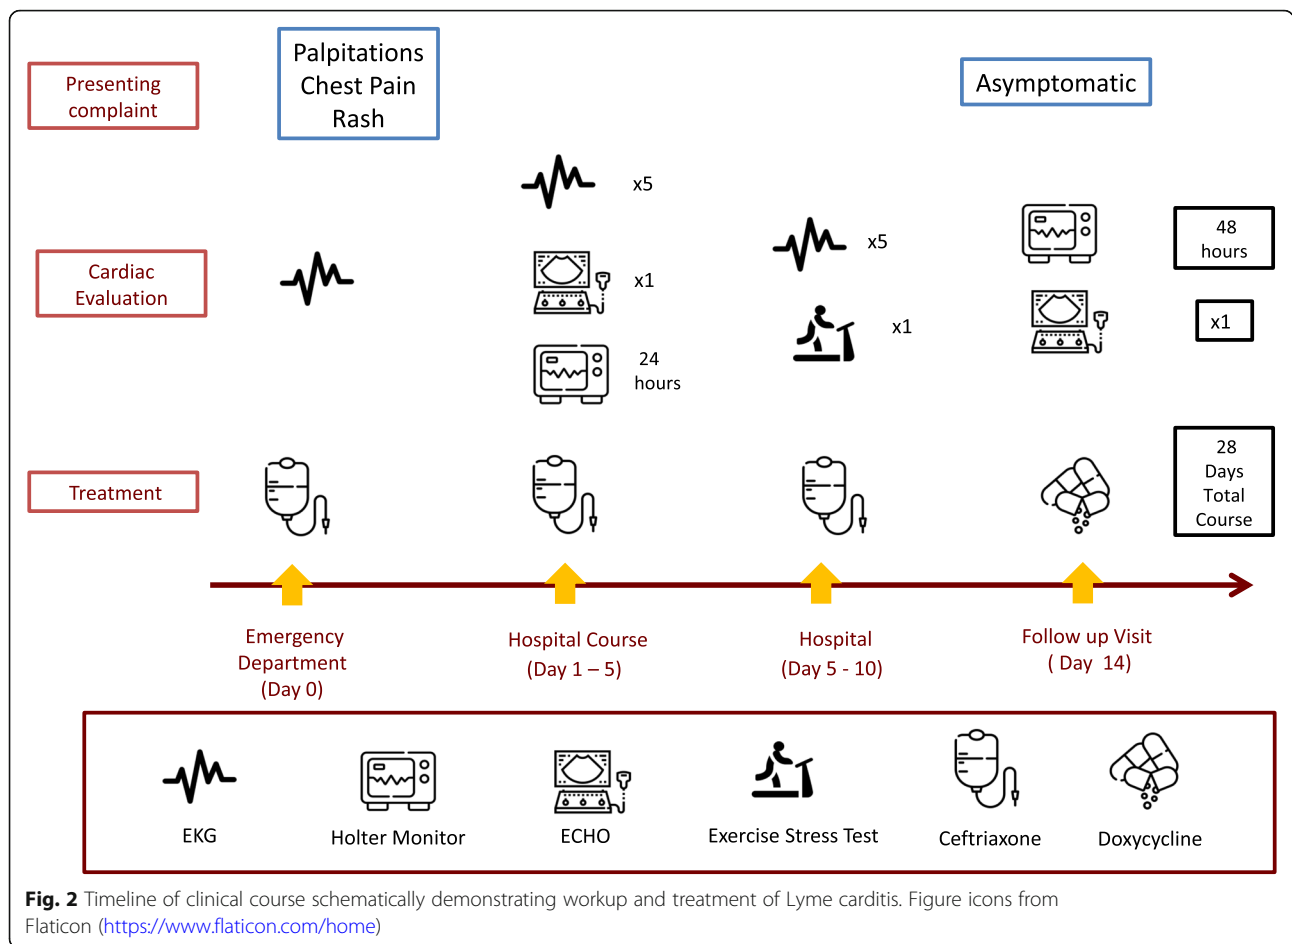 Presenting
complaint
Palpitations
Chest Pain
Rash
Asymptomatic
Cardiac
Evaluation
x5
x1
24
hours
x5
x1
48
hours
x1
Treatment
28
Days
Total
Course
Emergency
Department
(Day 0)
Hospital Course
(Day 1 – 5)
Hospital
(Day 5 - 10)
Follow up Visit
( Day 14)
EKG
Holter Monitor
ECHO
Exercise Stress Test
Ceftriaxone
Doxycycline
Fig. 2 Timeline of clinical course schematically demonstrating workup and treatment of Lyme carditis. Figure icons from
Flaticon (https://www.flaticon.com/home)